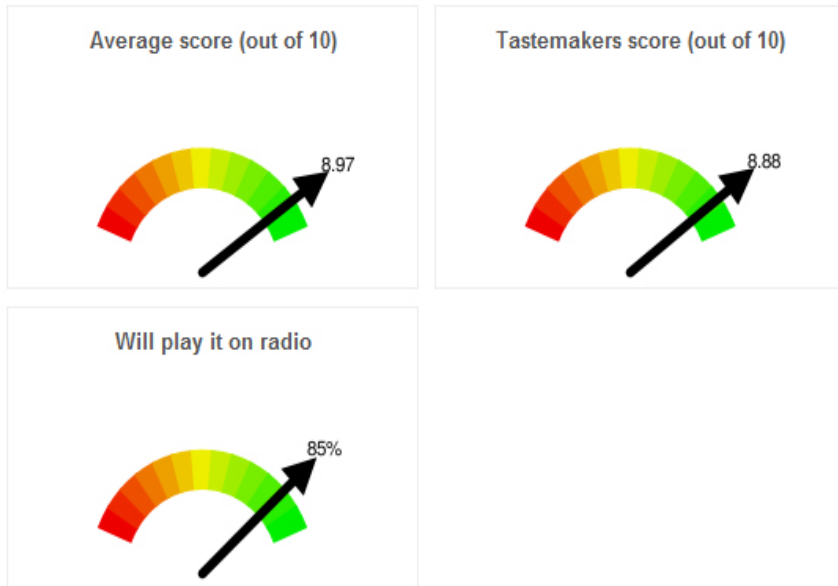 Average score (out of 10)
8.97
Tastemakers score (out of 10)
8.88
Will play it on radio
85%